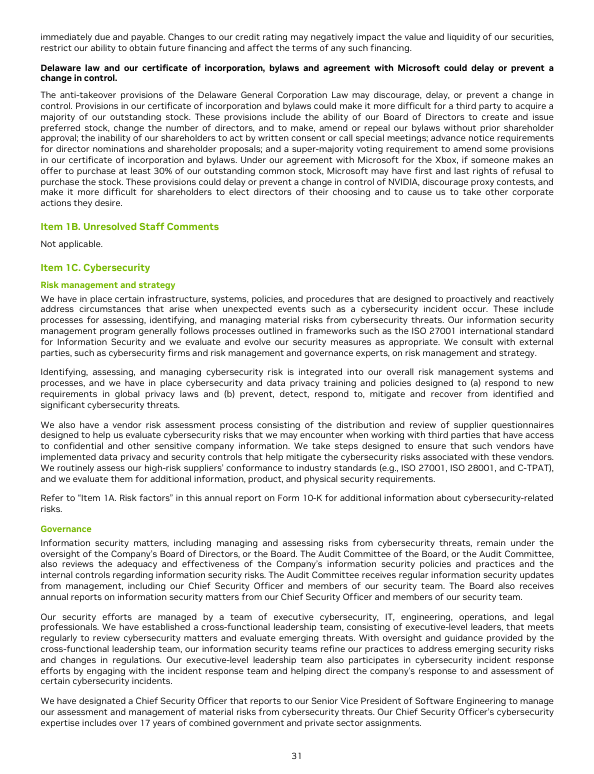 immediately due and payable. Changes to our credit rating may negatively impact the value and liquidity of our securities,
restrict our ability to obtain future financing and affect the terms of any such financing.
Delaware law and our certificate of incorporation, bylaws and agreement with Microsoft could delay or prevent a
change in control.
The anti-takeover provisions of the Delaware General Corporation Law may discourage, delay, or prevent a change in
control. Provisions in our certificate of incorporation and bylaws could make it more difficult for a third party to acquire a
majority of our outstanding stock. These provisions include the ability of our Board of Directors to create and issue
preferred stock, change the number of directors, and to make, amend or repeal our bylaws without prior shareholder
approval; the inability of our shareholders to act by written consent or call special meetings; advance notice requirements
for director nominations and shareholder proposals; and a super-majority voting requirement to amend some provisions
in our certificate of incorporation and bylaws. Under our agreement with Microsoft for the Xbox, if someone makes an
offer to purchase at least 30% of our outstanding common stock, Microsoft may have first and last rights of refusal to
purchase the stock. These provisions could delay or prevent a change in control of NVIDIA, discourage proxy contests, and
make it more difficult for shareholders to elect directors of their choosing and to cause us to take other corporate
actions they desire.
Item 1B. Unresolved Staff Comments
Not applicable.
Item 1C. Cybersecurity
Risk management and strategy
We have in place certain infrastructure, systems, policies, and procedures that are designed to proactively and reactively
address circumstances that arise when unexpected events such as a cybersecurity incident occur. These include
processes for assessing, identifying, and managing material risks from cybersecurity threats. Our information security
management program generally follows processes outlined in frameworks such as the ISO 27001 international standard
for Information Security and we evaluate and evolve our security measures as appropriate. We consult with external
parties, such as cybersecurity firms and risk management and governance experts, on risk management and strategy.
Identifying, assessing, and managing cybersecurity risk is integrated into our overall risk management systems and
processes, and we have in place cybersecurity and data privacy training and policies designed to (a) respond to new
requirements in global privacy laws and (b) prevent, detect, respond to, mitigate and recover from identified and
significant cybersecurity threats.
We also have a vendor risk assessment process consisting of the distribution and review of supplier questionnaires
designed to help us evaluate cybersecurity risks that we may encounter when working with third parties that have access
to confidential and other sensitive company information. We take steps designed to ensure that such vendors have
implemented data privacy and security controls that help mitigate the cybersecurity risks associated with these vendors.
We routinely assess our high-risk suppliers' conformance to industry standards (e.g., ISO 27001, ISO 28001, and C-TPAT),
and we evaluate them for additional information, product, and physical security requirements.
Refer to "Item 1A. Risk factors" in this annual report on Form 10-K for additional information about cybersecurity-related
risks.
Governance
Information security matters, including managing and assessing risks from cybersecurity threats, remain under the
oversight of the Company's Board of Directors, or the Board. The Audit Committee of the Board, or the Audit Committee,
also reviews the adequacy and effectiveness of the Company's information security policies and practices and the
internal controls regarding information security risks. The Audit Committee receives regular information security updates
from management, including our Chief Security Officer and members of our security team. The Board also receives
annual reports on information security matters from our Chief Security Officer and members of our security team.
Our security efforts are managed by a team of executive cybersecurity, IT, engineering, operations, and legal
professionals. We have established a cross-functional leadership team, consisting of executive-level leaders, that meets
regularly to review cybersecurity matters and evaluate emerging threats. With oversight and guidance provided by the
cross-functional leadership team, our information security teams refine our practices to address emerging security risks
and changes in regulations. Our executive-level leadership team also participates in cybersecurity incident response
efforts by engaging with the incident response team and helping direct the company's response to and assessment of
certain cybersecurity incidents.
We have designated a Chief Security Officer that reports to our Senior Vice President of Software Engineering to manage
our assessment and management of material risks from cybersecurity threats. Our Chief Security Officer's cybersecurity
expertise includes over 17 years of combined government and private sector assignments.
31